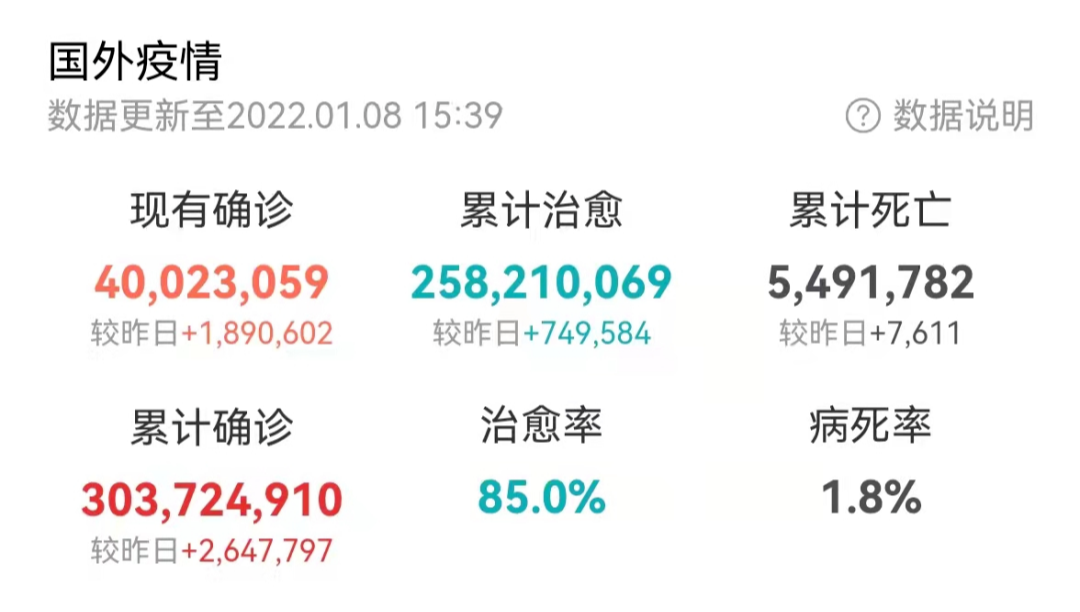 国外疫情
数据更新至2022.01.08 15:39
? 数据说明
现有确诊 累计治愈 累计死亡
40,023,059 258,210,069 5,491,782
较昨日+1,890,602 较昨日+749,584 较昨日+7,611
累计确诊 治愈率 病死率
303,724,910 85.0% 1.8%
较昨日+2,647,797